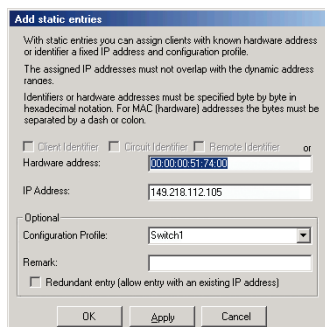 Add static entries
With static entries you can assign clients with known hardware address
or identifier a fixed IP address and configuration profile.
The assigned IP addresses must not overlap with the dynamic address
ranges.
Identifiers or hardware addresses must be specified byte by byte in
hexadecimal notation. For MAC (hardware) addresses the bytes must be
separated by a dash or colon.
Client Identifier Circuit Identifier Remote Identifier or
Hardware address: 00:00:00:51:74:00
IP Address: 149.218.112.105
Optional
Configuration Profile: Switch1
Remark:
Redundant entry (allow entry with an existing IP address)
OK Apply Cancel